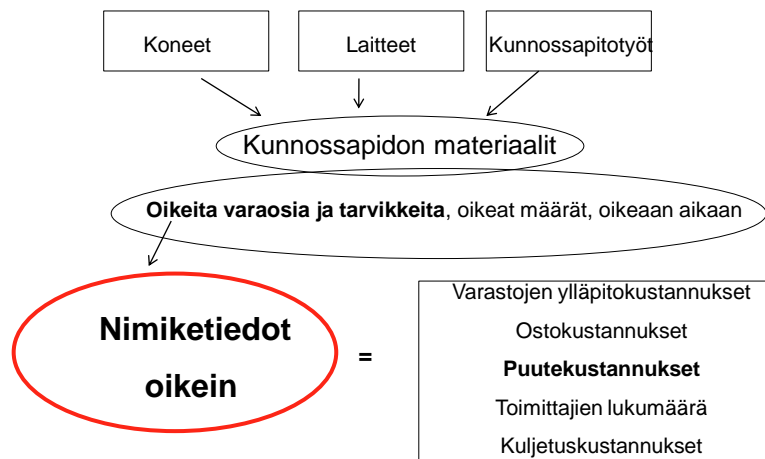 Koneet
Laitteet
Kunnossapitotyöt
Kunnossapidon materiaalit
Oikeita varaosia ja tarvikkeita, oikeat määrät, oikeaan aikaan
Nimiketiedot
oikein
=
Varastojen ylläpitokustannukset
Ostokustannukset
Puutekustannukset
Toimittajien lukumäärä
Kuljetuskustannukset